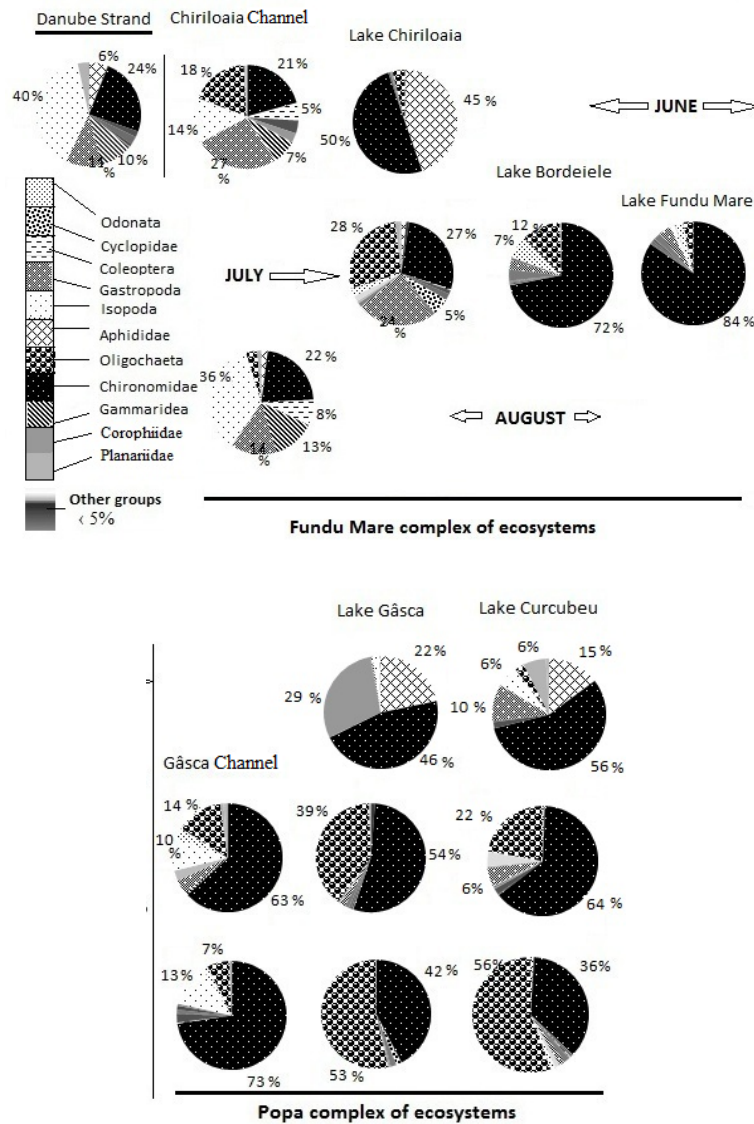 Danube Strand
Chiriloaia Channel
Lake Chiriloaia
6%
24%
40%
11
%
10%
18%
21%
5%
14%
27
%
7%
45 %
50%
JUNE
Lake Bordeiele
Lake Fundu Mare
Odonata
Cyclopidae
Coleoptera
Gastropoda
Isopoda
Aphididae
Oligochaeta
Chironomidae
Gammaridea
Corophiidae
Planariidae
Other groups
‹ 5%
JULY
28 %
27%
24
%
5%
12 %
7%
72%
84%
36 %
22 %
8%
14
%
13%
AUGUST
Fundu Mare complex of ecosystems
Lake Gâsca
Lake Curcubeu
22%
29 %
46 %
6%
6%
15 %
10 %
56 %
Gâsca Channel
14 %
10
%
63 %
39%
54%
22 %
6%
64 %
7%
13%
73 %
42 %
53 %
56%
36%
Popa complex of ecosystems